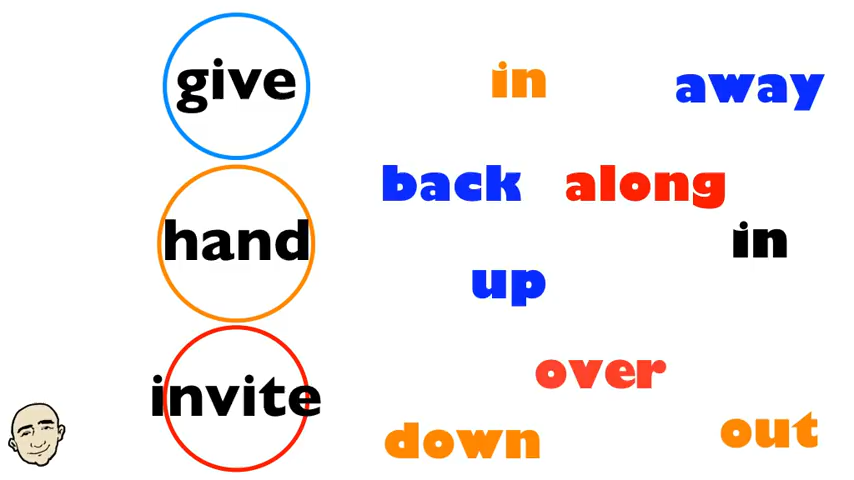 give
in
away
back
along
hand
in
up
over
invite
down
out